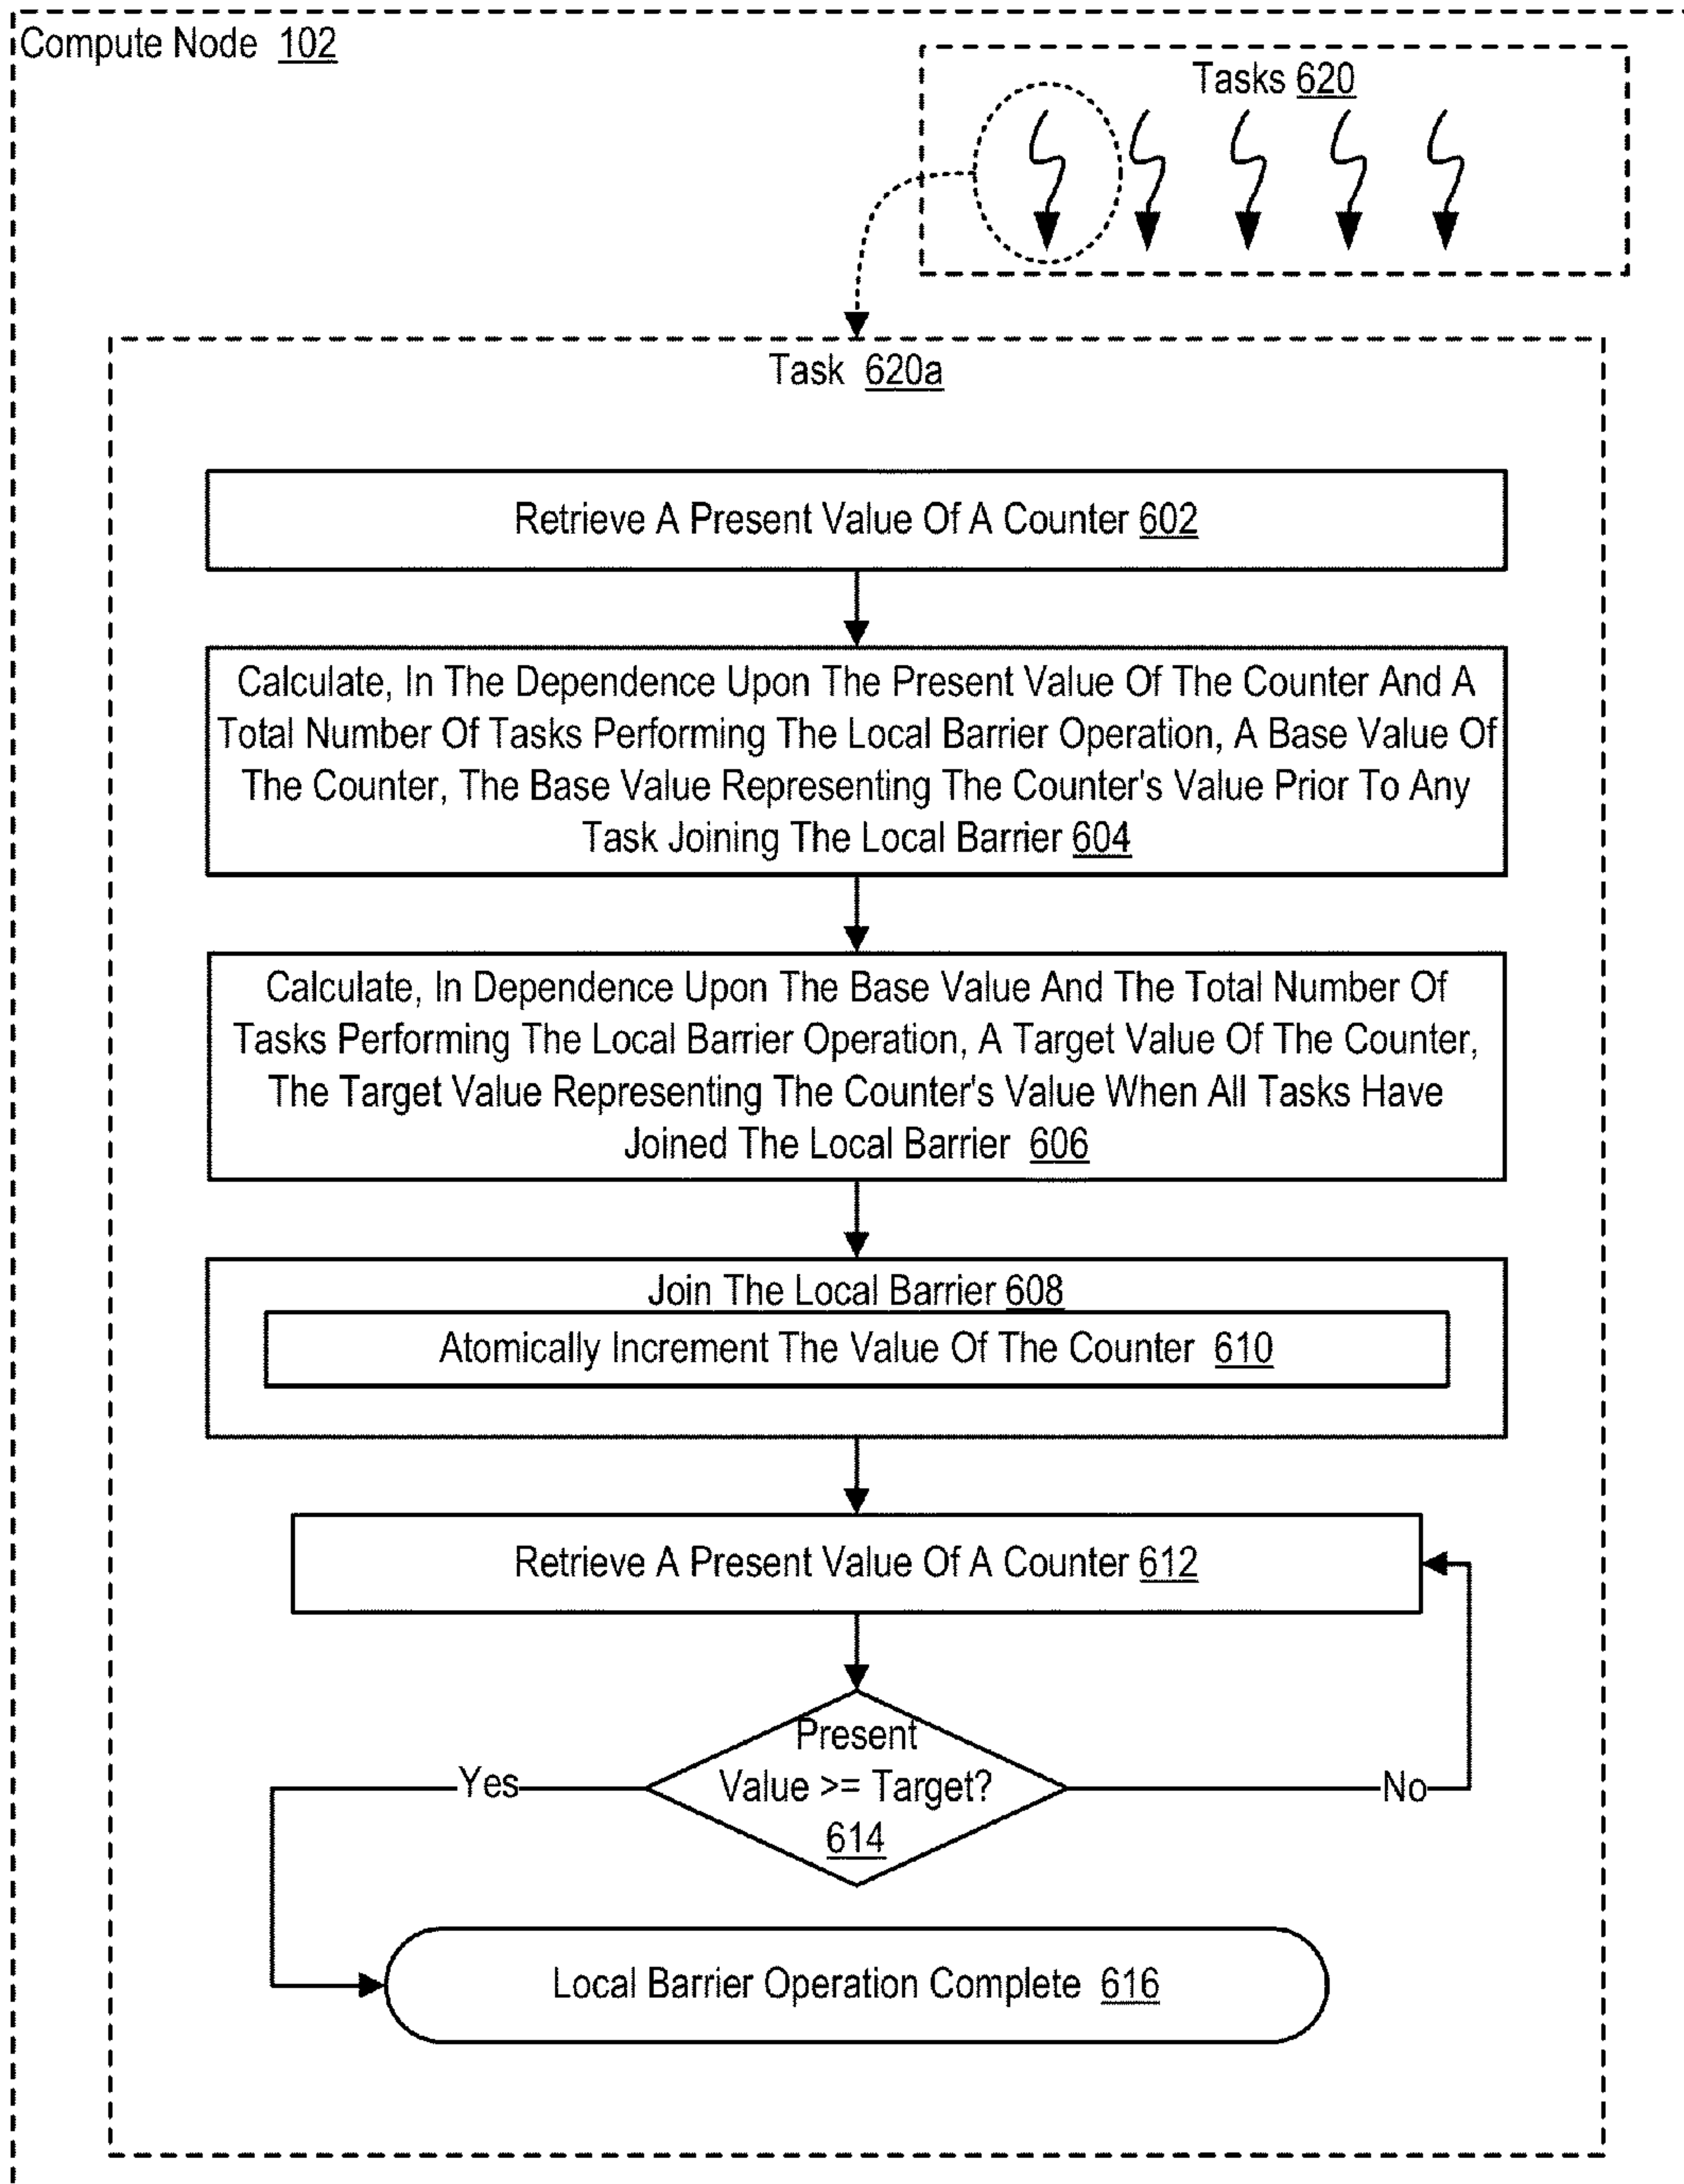 Compute Node 102
Tasks 620
Task 620a
Retrieve A Present Value Of A Counter 602
Calculate, In The Dependence Upon The Present Value Of The Counter And A
Total Number Of Tasks Performing The Local Barrier Operation, A Base Value Of
The Counter, The Base Value Representing The Counter's Value Prior To Any
Task Joining The Local Barrier 604
Calculate, In Dependence Upon The Base Value And The Total Number Of
Tasks Performing The Local Barrier Operation, A Target Value Of The Counter,
The Target Value Representing The Counter's Value When All Tasks Have
Joined The Local Barrier 606
Join The Local Barrier 608
Atomically Increment The Value Of The Counter 610
Retrieve A Present Value Of A Counter 612
Present
Value >= Target?
614
Yes
No
Local Barrier Operation Complete 616